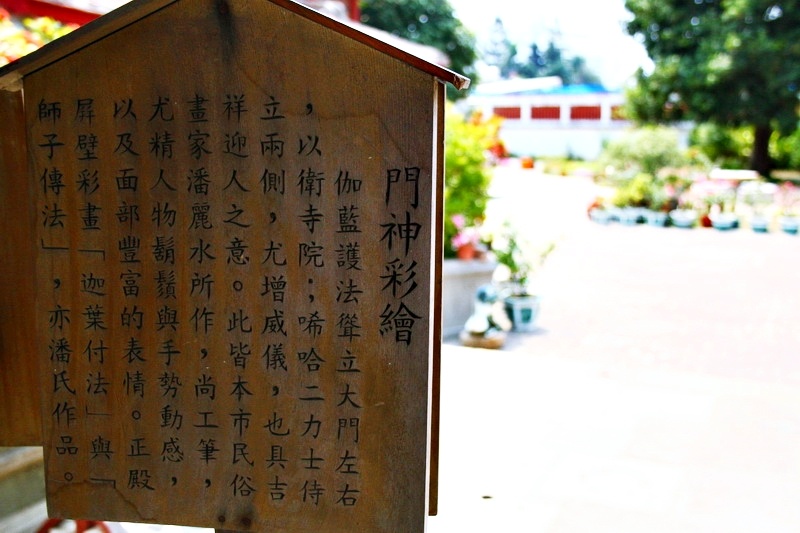 門神彩繪
伽藍護法聳立大門左右
，以衛寺院；唏哈二力士侍
立兩側，尤增威儀，也具吉
祥迎人之意。此皆本市民俗
畫家潘麗水所作，尚工筆，
尤精人物鬍鬚與手勢動感，
以及面部豐富的表情。正殿
屏壁彩畫「迦葉付法」與「
師子傳法」，亦潘氏作品。